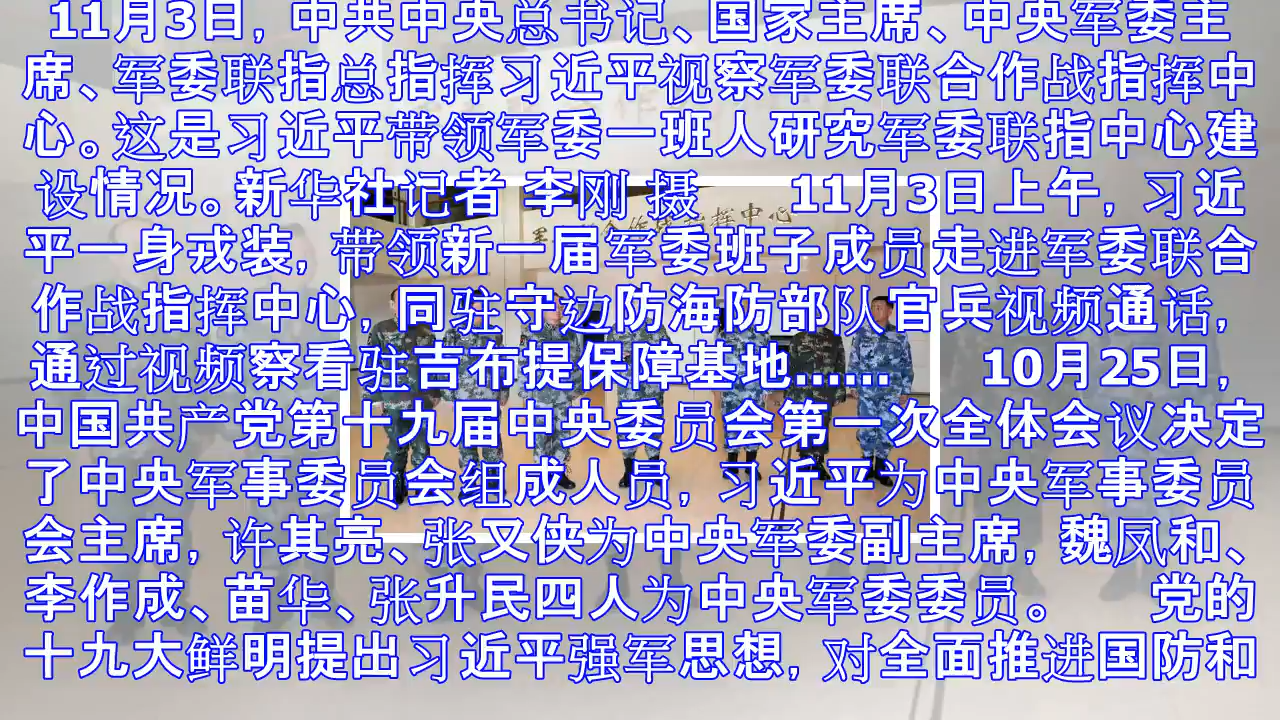 11月3日，中共中央总书记、国家主席、中央军委主
席、军委联指总指挥习近平视察军委联合作战指挥中
心。这是习近平带领军委一班人研究军委联指中心建
设情况。新华社记者 李刚 摄　　11月3日上午，习近
平一身戎装，带领新一届军委班子成员走进军委联合
作战指挥中心，同驻守边防海防部队官兵视频通话，
通过视频察看驻吉布提保障基地……　　10月25日，
中国共产党第十九届中央委员会第一次全体会议决定
了中央军事委员会组成人员，习近平为中央军事委员
会主席，许其亮、张又侠为中央军委副主席，魏凤和、
李作成、苗华、张升民四人为中央军委委员。　　党的
十九大鲜明提出习近平强军思想，对全面推进国防和